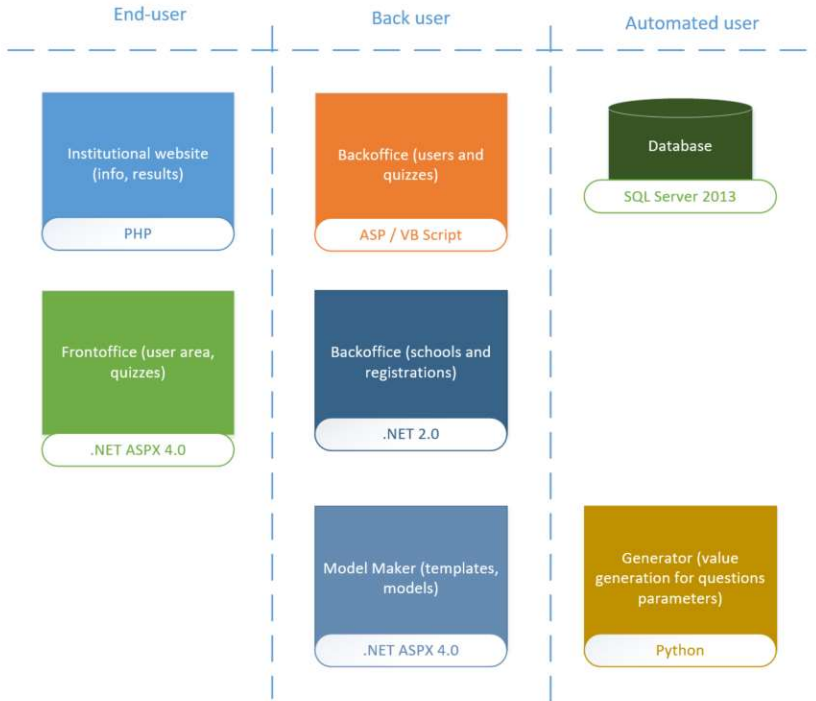 End-user
Back user
Automated user
Institutional website
(info, results)
PHP
Backoffice (users and
quizzes)
ASP / VB Script
Database
SQL Server 2013
Frontoffice (user area,
quizzes)
.NET ASPX 4.0
Backoffice (schools and
registrations)
.NET 2.0
Model Maker (templates,
models)
.NET ASPX 4.0
Generator (value
generation for questions
parameters)
Python